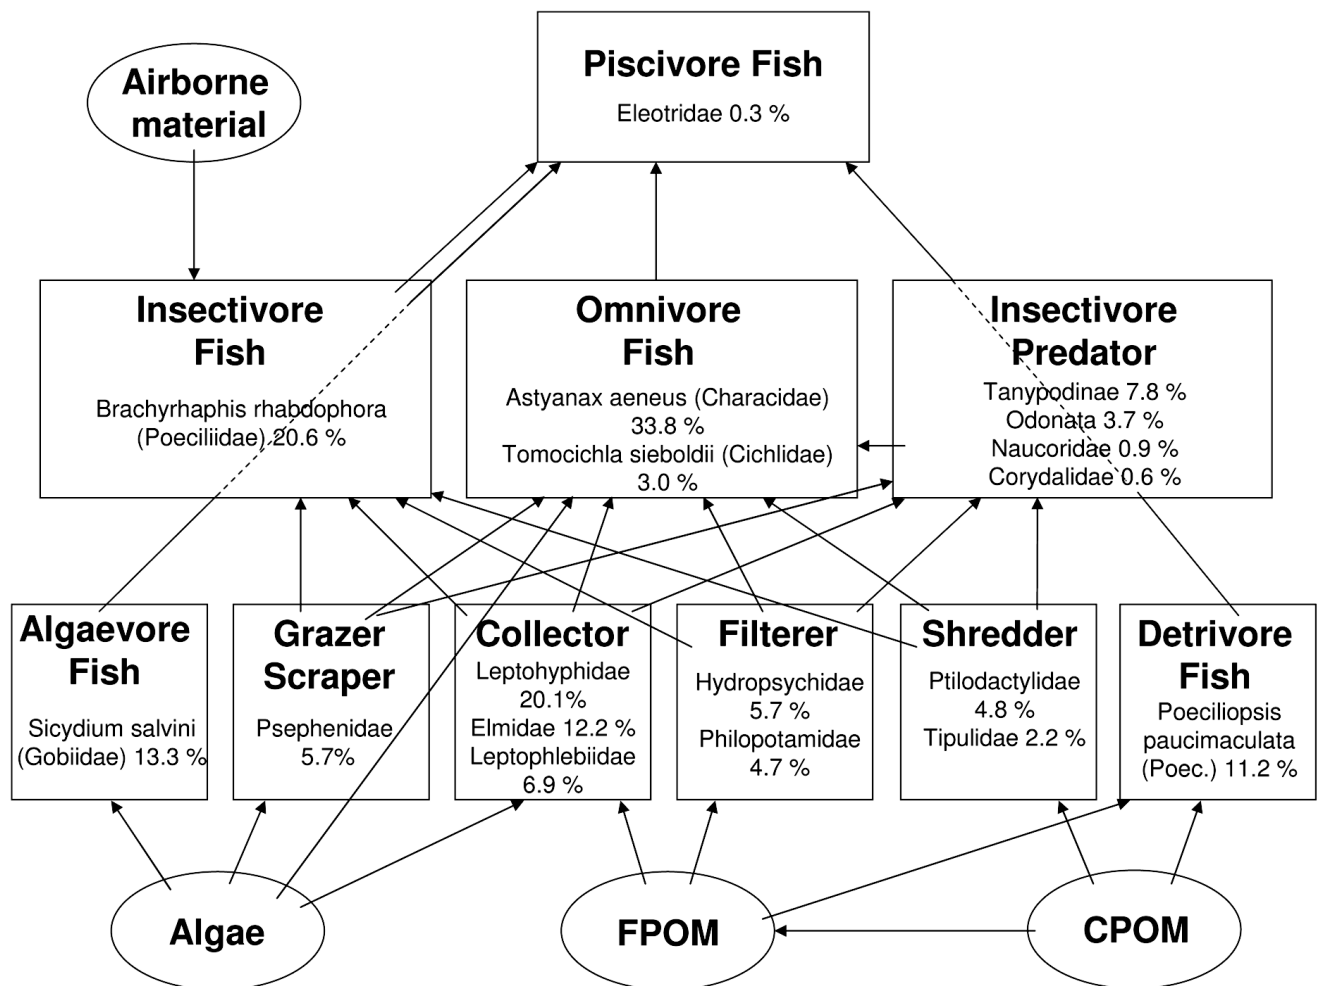 Airborne
material
Piscivore Fish
Eleotridae 0.3 %
Insectivore
Fish
Brachyrhaphis rhabdophora
(Poeciliidae) 20.6 %
Omnivore
Fish
Astyanax aeneus (Characidae)
33.8 %
Tomocichla sieboldii (Cichlidae)
3.0 %
Insectivore
Predator
Tanypodinae 7.8 %
Odonata 3.7 %
Naucoridae 0.9 %
Corydalidae 0.6 %
Algaevore
Fish
Sicydium salvini
(Gobiidae) 13.3 %
Grazer
Scraper
Psephenidae
5.7%
Collector
Leptohyphidae
20.1%
Elmidae 12.2 %
Leptophlebiidae
6.9 %
Filterer
Hydropsychidae
5.7 %
Philopotamidae
4.7 %
Shredder
Ptilodactylidae
4.8 %
Tipulidae 2.2 %
Detrivore
Fish
Poeciliopsis
paucimaculata
(Poec.) 11.2 %
Algae
FPOM
CPOM